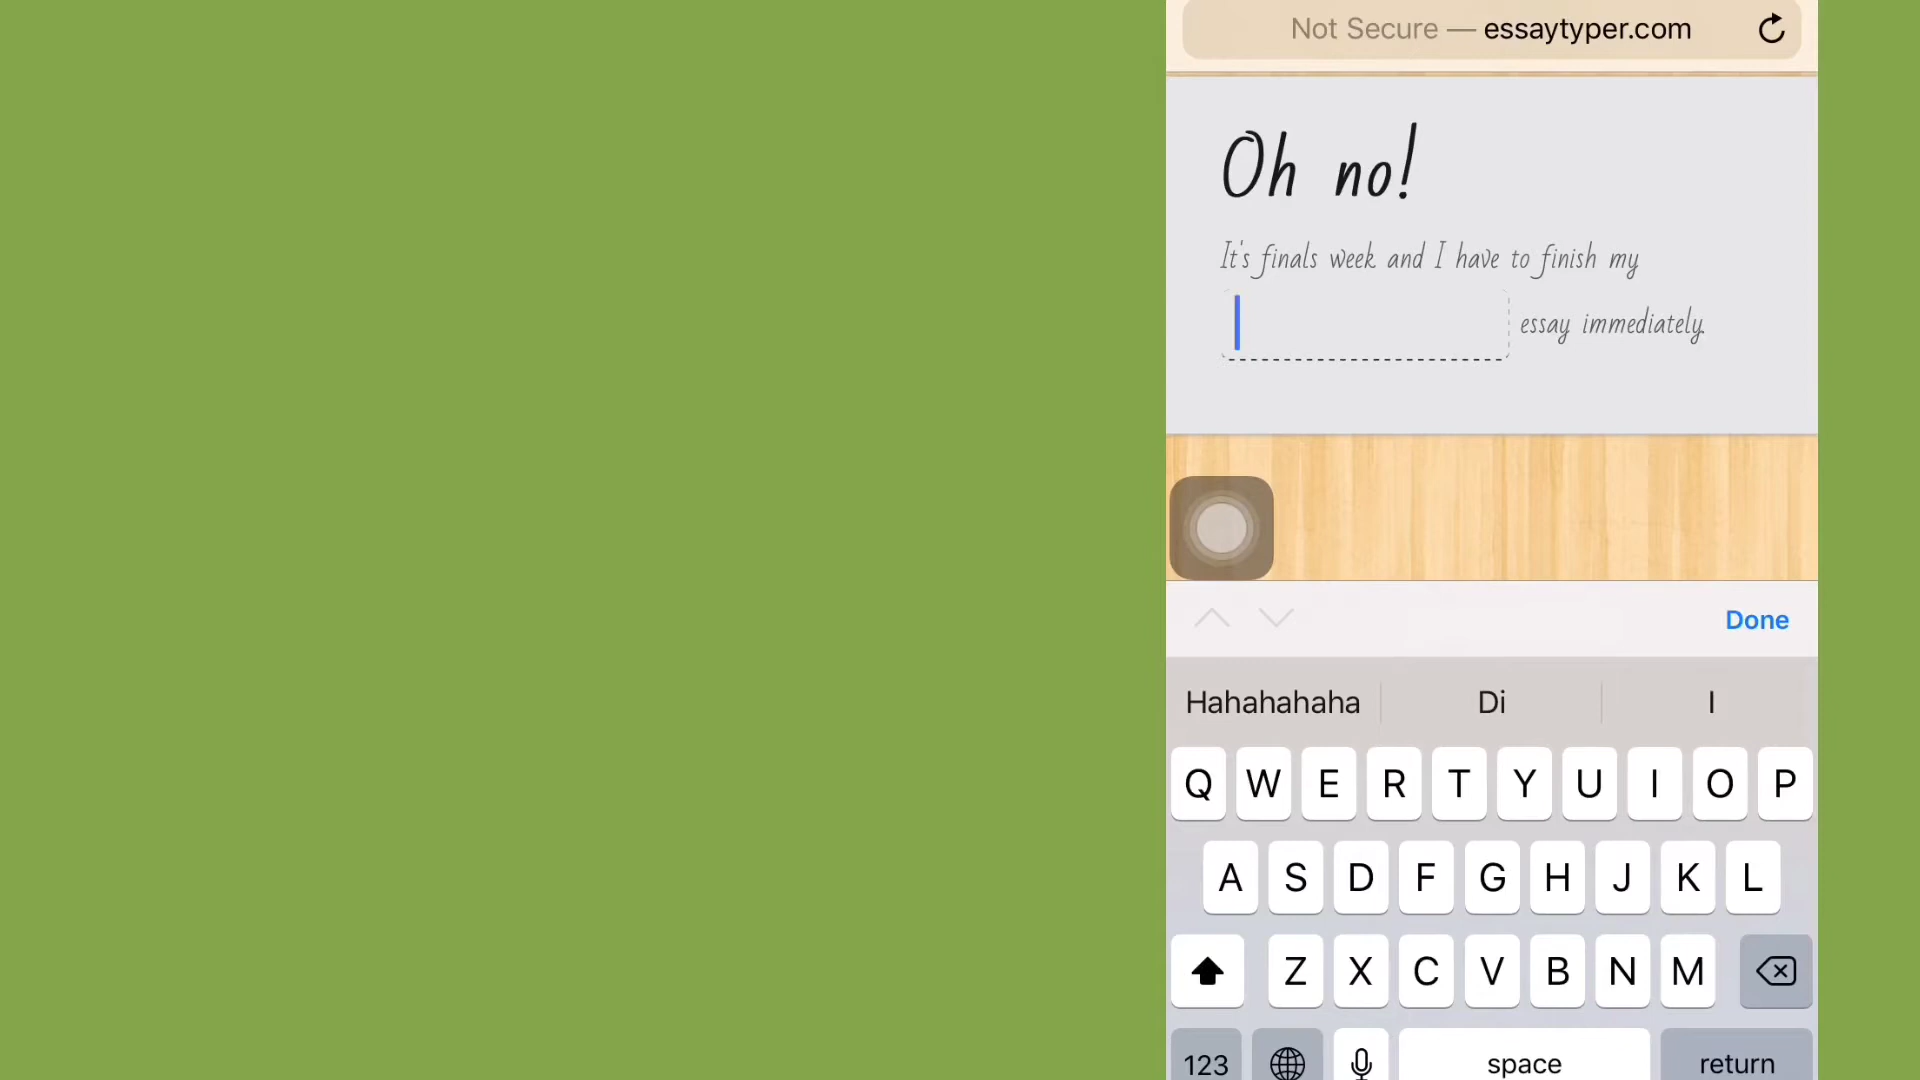 Not Secure — essaytyper.com
Oh no!
It's finals week and I have to finish my
essay immediately.
Done
Hahahahaha Di I
Q W E R T Y U I O P
A S D F G H J K L
Z X C V B N M
123 space return